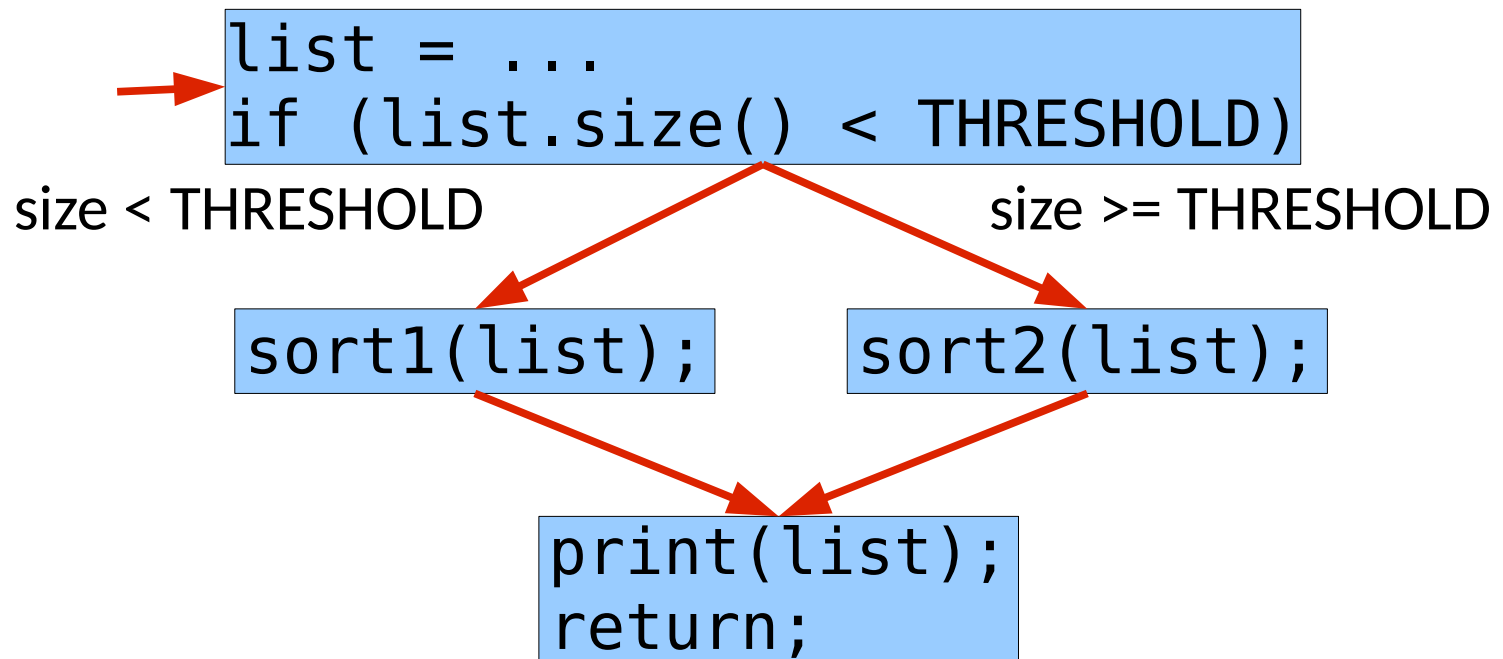 list = ...
if (list.size() < THRESHOLD)
size < THRESHOLD
size >= THRESHOLD
sort1(list);
sort2(list);
print(list);
return;